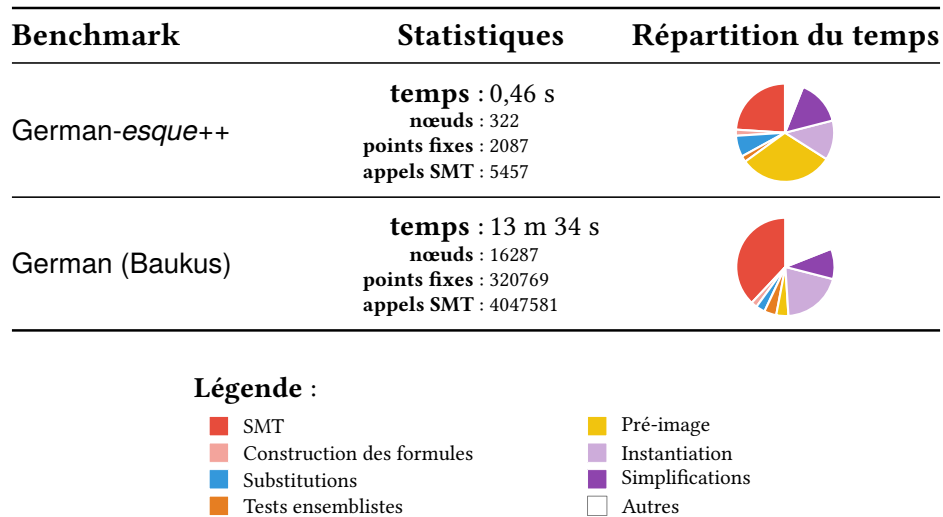 Benchmark Statistiques Répartition du temps
German-esque++
temps : 0,46 s
nœuds : 322
points fixes : 2087
appels SMT : 5457
German (Baukus)
temps : 13 m 34 s
nœuds : 16287
points fixes : 320769
appels SMT : 4047581
Légende :
SMT
Construction des formules
Substitutions
Tests ensemblistes
Pré-image
Instantiation
Simplifications
Autres